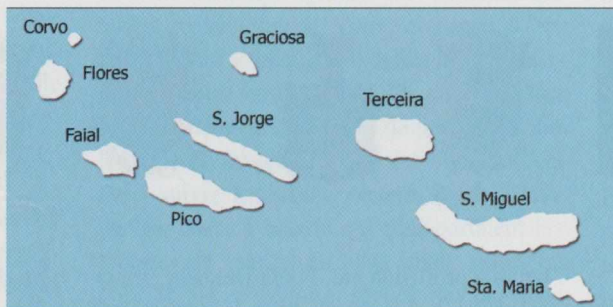 Corvo
Graciosa
Flores
Terceira
S. Jorge
Faial
S. Miguel
Pico
Sta. Maria